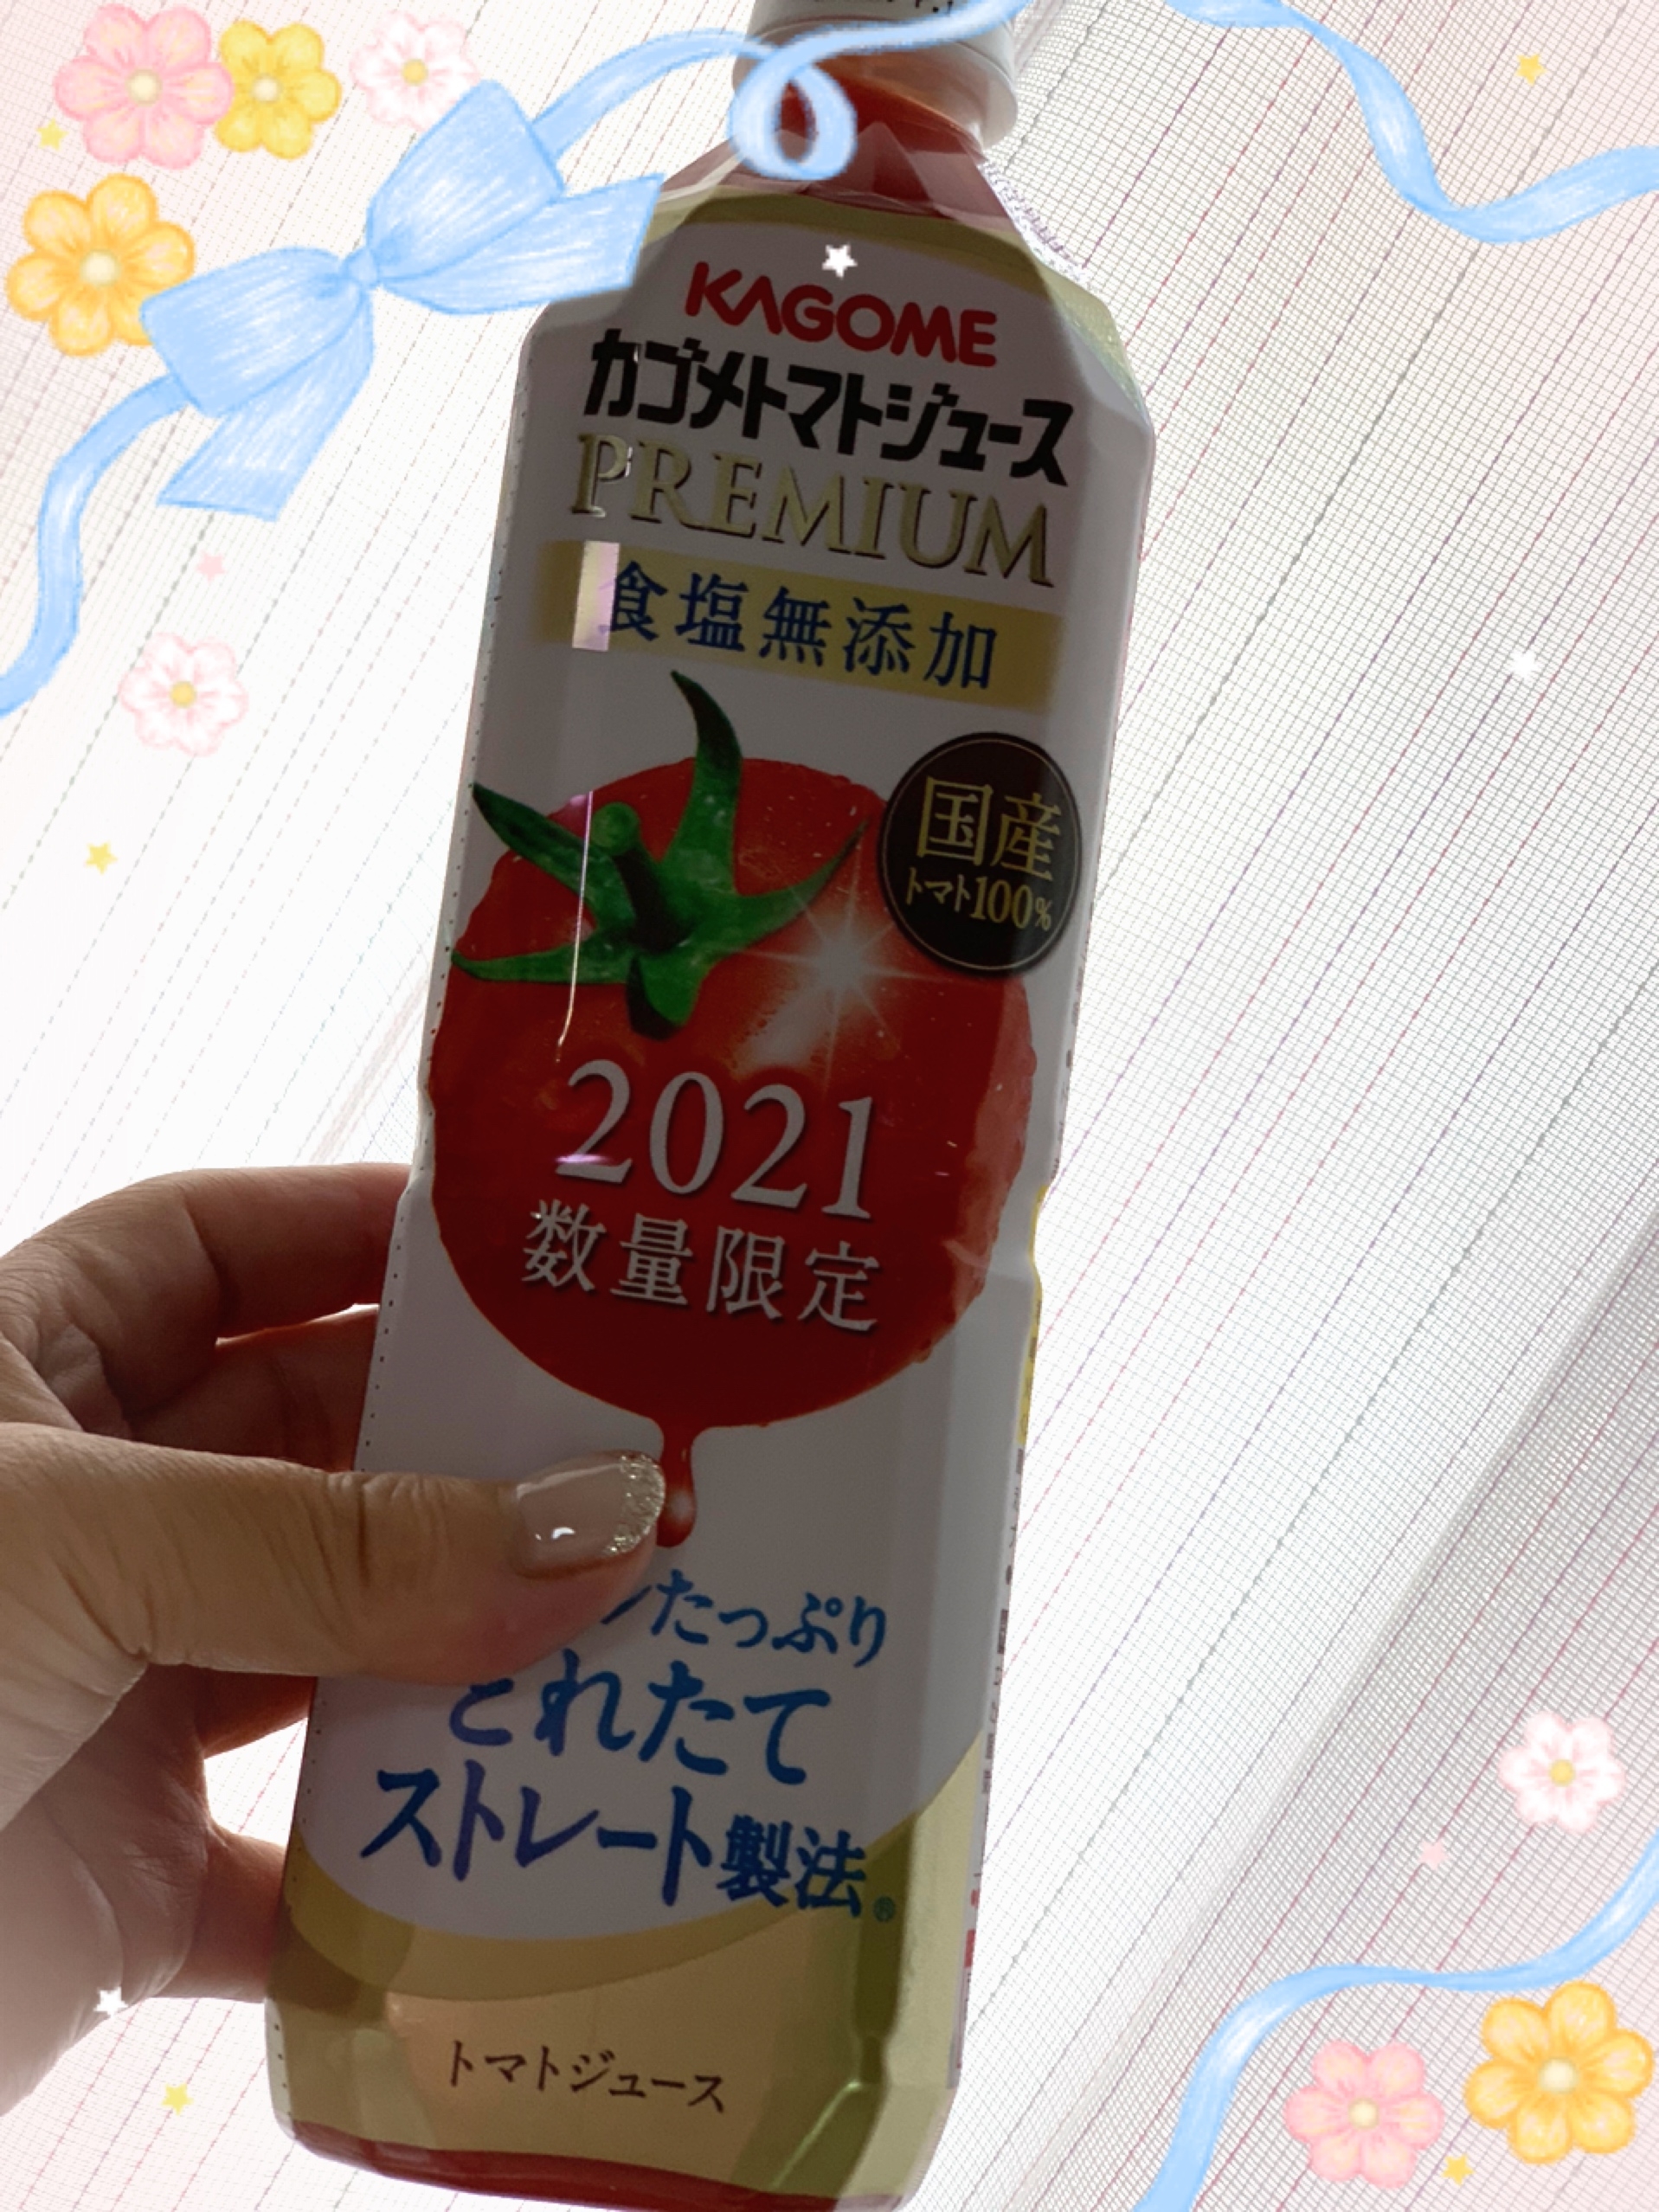 KAGOME
カゴメトマトジュース
PREMIUM
食塩無添加
国産
トマト100%
2021
数量限定
たっぷり
とれたて
ストレート製法®
トマトジュース